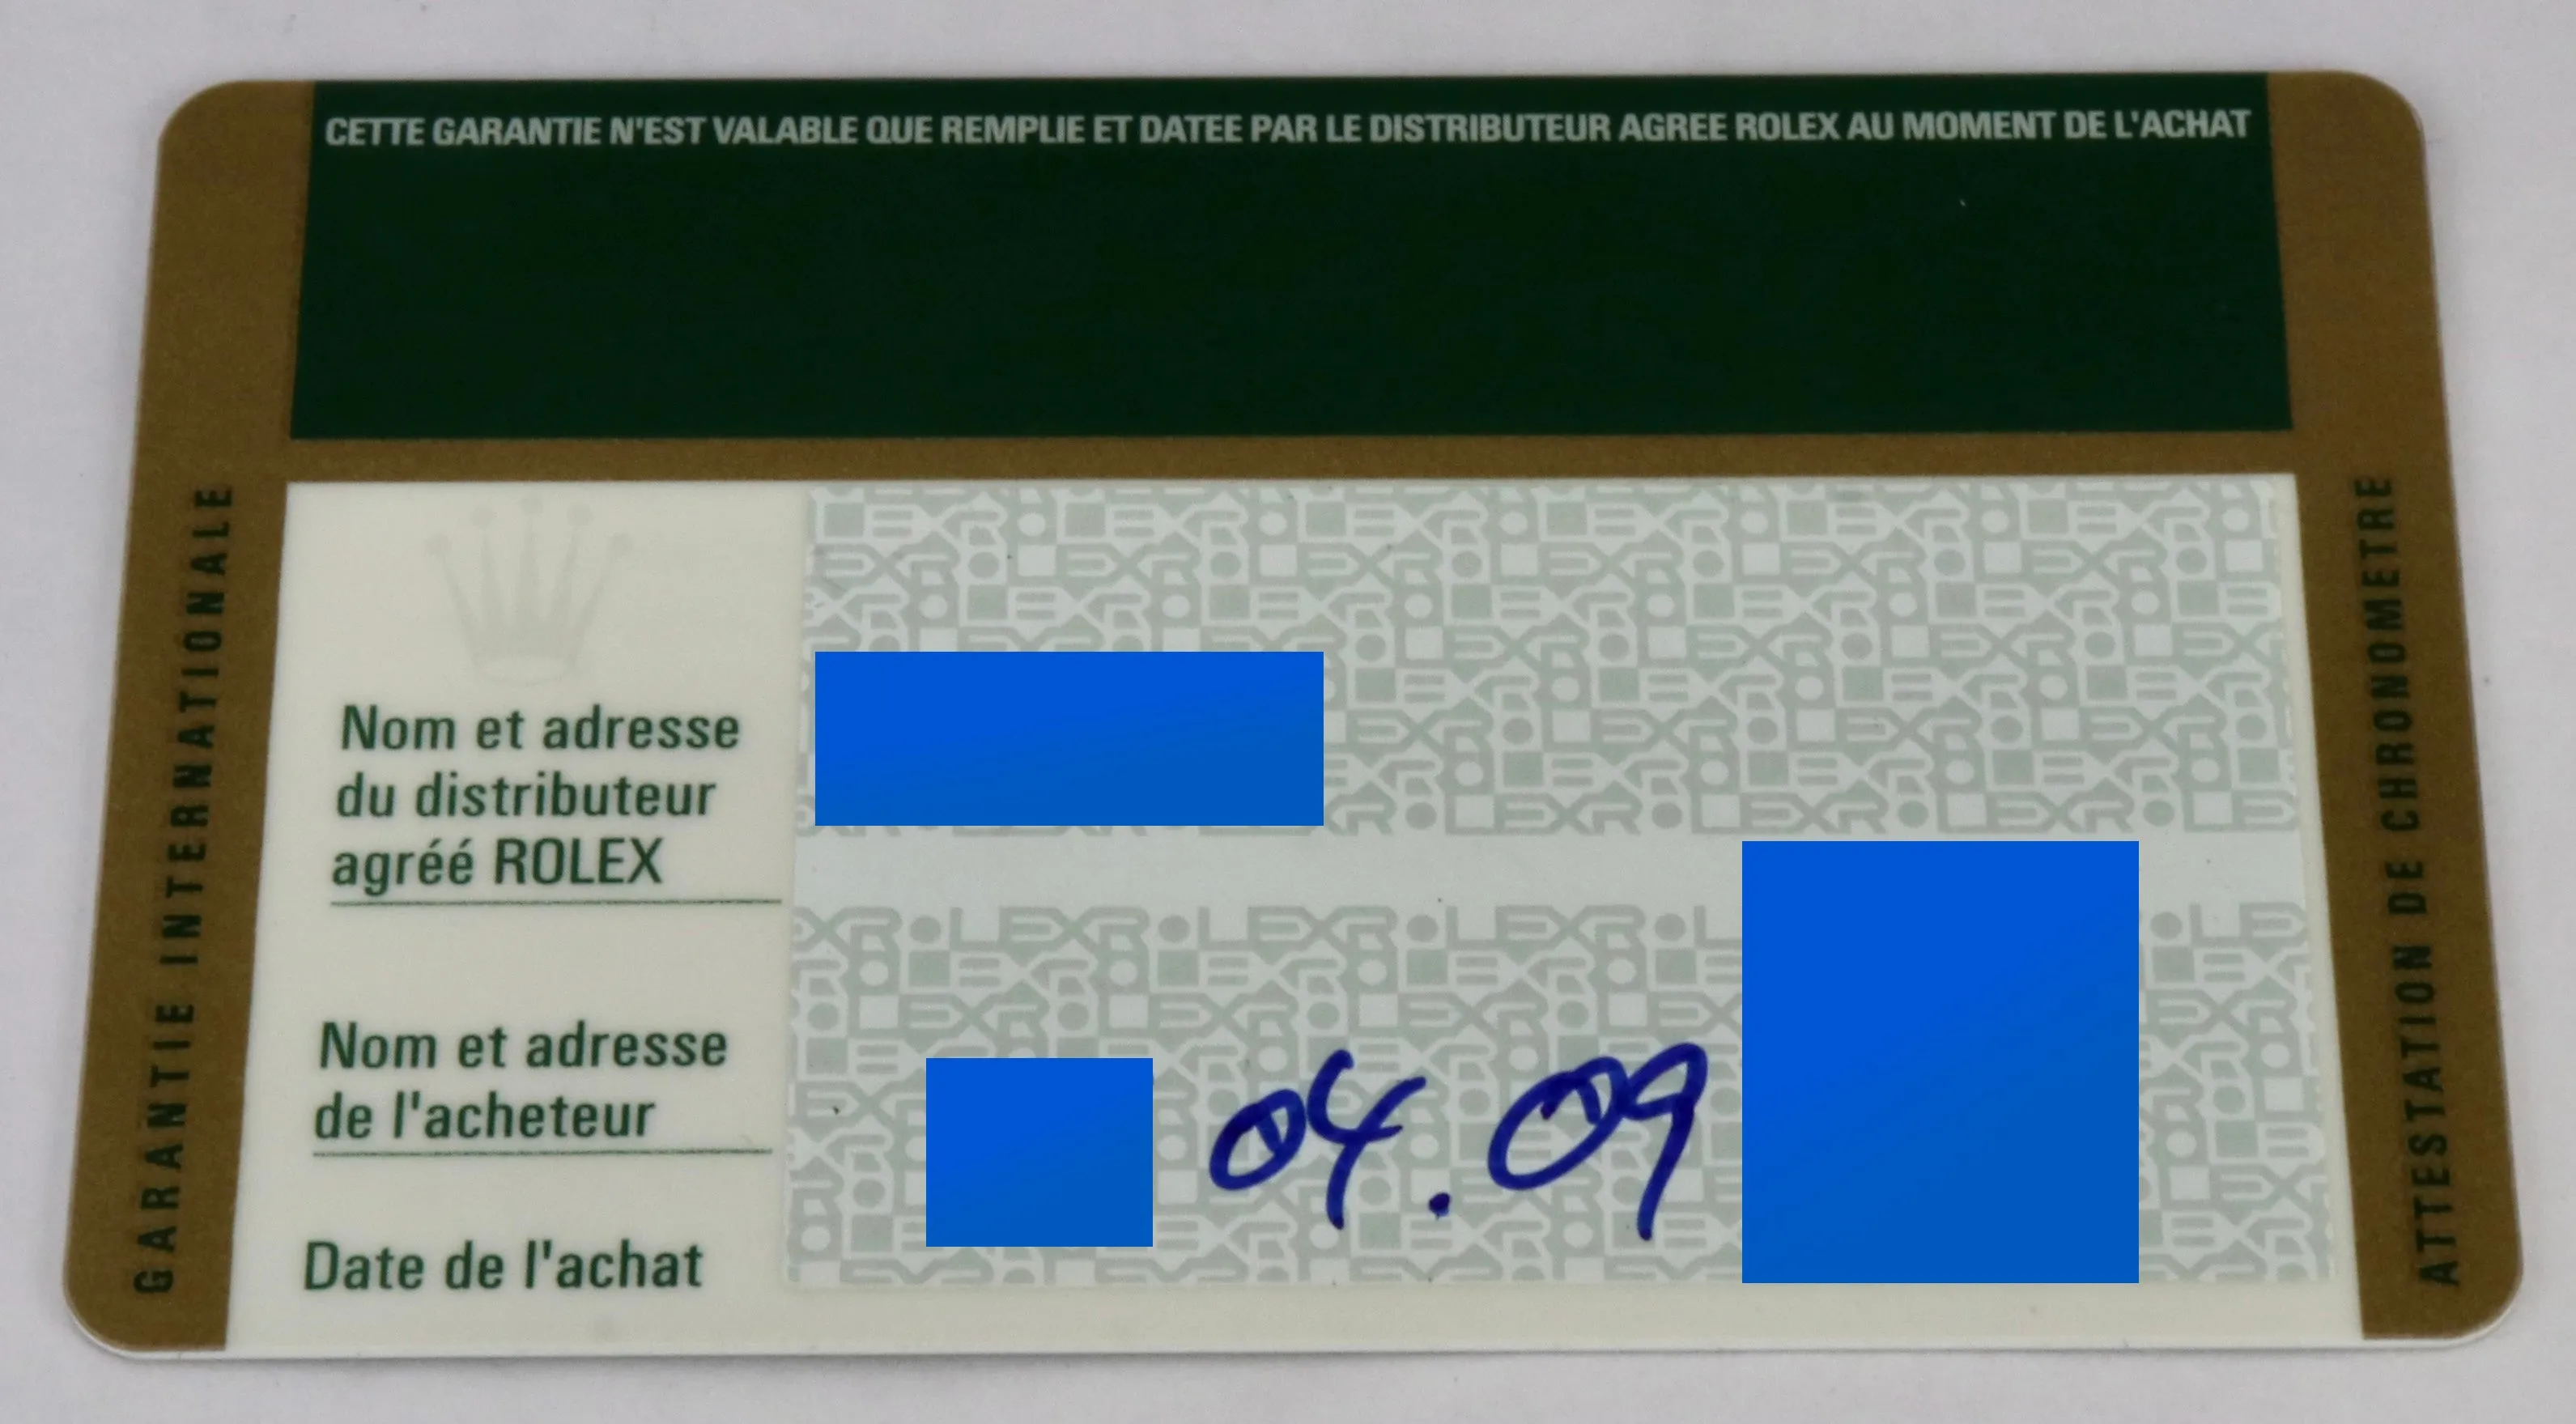 CETTE GARANTIE N'EST VALABLE QUE REMPLIE ET DATEE PAR LE DISTRIBUTEUR AGREE ROLEX AU MOMENT DE L'ACHAT
GARANTIE INTERNATIONALE
Nom et adresse
du distributeur
agréé ROLEX
Nom et adresse
de l'acheteur
Date de l'achat
04.09
ATTESTATION DE CHRONOMETRE